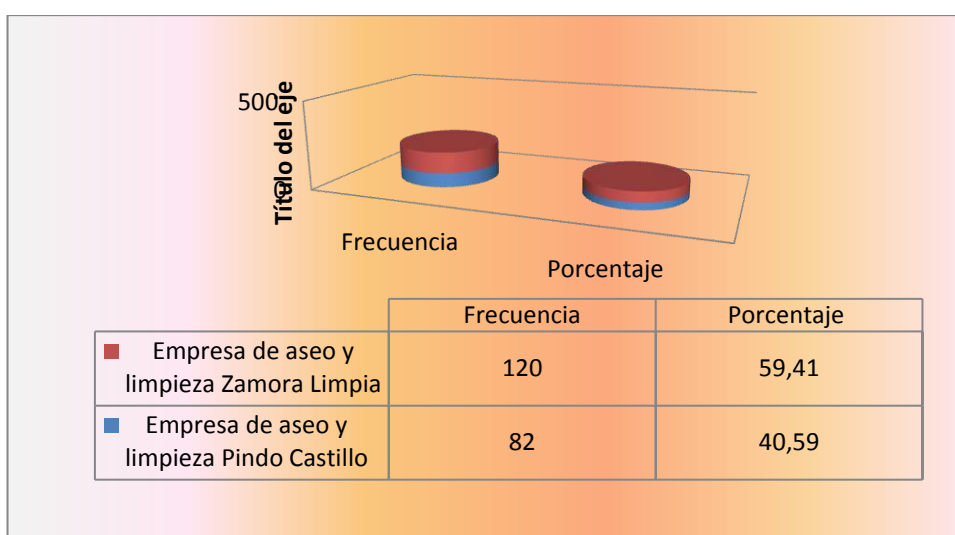 500
Título del eje
0
Frecuencia
Porcentaje
Frecuencia Porcentaje
Empresa de aseo y
limpieza Zamora Limpia
120 59,41
Empresa de aseo y
limpieza Pindo Castillo
82 40,59